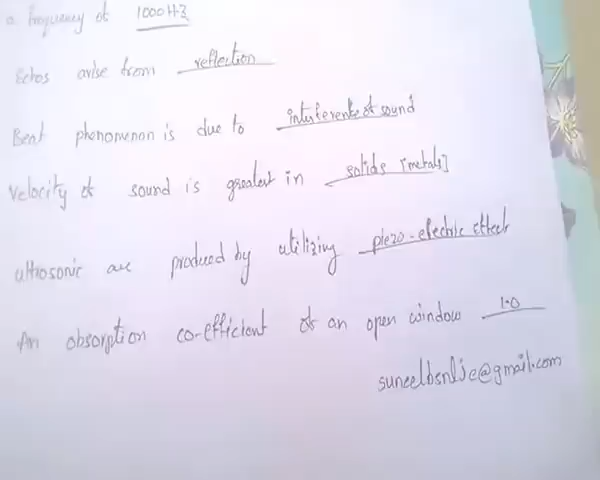 a frequency of 1000 Hz
Echos arise from reflection
Beat phenomenon is due to interference of sound
velocity of sound is greatest in solids [metals]
ultrosonic are produced by utilizing piezo-electric effect
An absorption co-efficient of an open window 1.0
suneelbsnlje@gmail.com